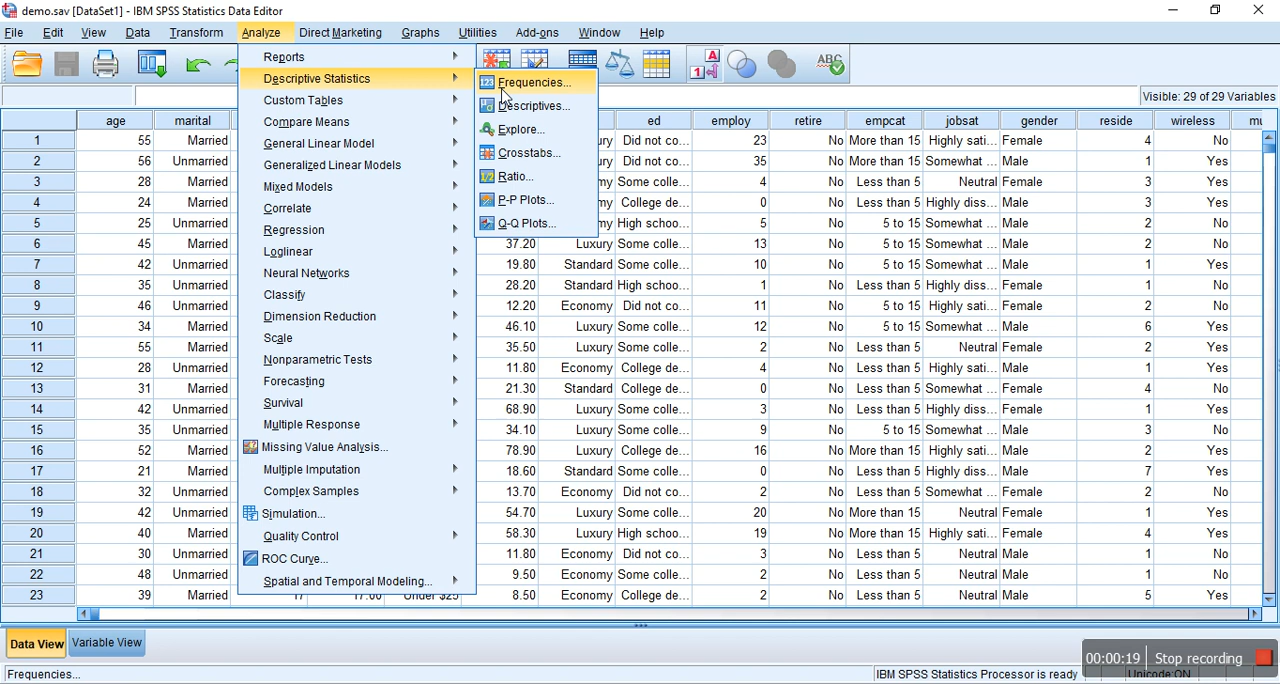 demo.sav [DataSet1] - IBM SPSS Statistics Data Editor
File Edit View Data Transform Analyze Direct Marketing Graphs Utilities Add-ons Window Help
Visible: 29 of 29 Variables
Reports
Descriptive Statistics
Custom Tables
Compare Means
General Linear Model
Generalized Linear Models
Mixed Models
Correlate
Regression
Loglinear
Neural Networks
Classify
Dimension Reduction
Scale
Nonparametric Tests
Forecasting
Survival
Multiple Response
Missing Value Analysis...
Multiple Imputation
Complex Samples
Simulation...
Quality Control
ROC Curve...
Spatial and Temporal Modeling...
Frequencies...
Descriptives...
Explore...
Crosstabs...
Ratio...
P-P Plots...
Q-Q Plots...
age marital ed employ retire empcat jobsat gender reside wireless
1 55 Married Did not co... 23 No More than 15 Highly sati... Female 4 No
2 56 Unmarried Did not co... 35 No More than 15 Somewhat ... Male 1 Yes
3 28 Married Some colle... 4 No Less than 5 Neutral Female 3 Yes
4 24 Married College de... 0 No Less than 5 Highly diss... Male 3 Yes
5 25 Unmarried High schoo... 5 No 5 to 15 Somewhat ... Male 2 No
6 45 Married 37.20 Luxury Some colle... 13 No 5 to 15 Somewhat ... Male 2 No
7 42 Unmarried 19.80 Standard Some colle... 10 No 5 to 15 Somewhat ... Male 1 Yes
8 35 Unmarried 28.20 Standard High schoo... 1 No Less than 5 Highly diss... Female 1 No
9 46 Unmarried 12.20 Economy Did not co... 11 No 5 to 15 Highly sati... Female 2 No
10 34 Married 46.10 Luxury Some colle... 12 No 5 to 15 Somewhat ... Male 6 Yes
11 55 Married 35.50 Luxury Some colle... 2 No Less than 5 Neutral Female 2 Yes
12 28 Married 11.80 Economy College de... 4 No Less than 5 Highly sati... Male 1 Yes
13 31 Married 21.30 Standard College de... 0 No Less than 5 Somewhat ... Female 4 No
14 42 Unmarried 68.90 Luxury Some colle... 3 No Less than 5 Highly diss... Female 1 Yes
15 35 Unmarried 34.10 Luxury Some colle... 9 No 5 to 15 Somewhat ... Male 1 Yes
16 52 Married 78.90 Luxury College de... 16 No More than 15 Highly sati... Male 2 Yes
17 21 Married 18.60 Standard Some colle... 0 No Less than 5 Highly diss... Female 7 Yes
18 32 Unmarried 13.70 Economy Did not co... 2 No Less than 5 Somewhat ... Female 2 No
19 42 Unmarried 54.70 Luxury Some colle... 20 No More than 15 Neutral Female 1 Yes
20 40 Married 58.30 Luxury High schoo... 19 No More than 15 Highly sati... Female 4 Yes
21 30 Unmarried 11.80 Economy Did not co... 3 No Less than 5 Neutral Male 1 No
22 48 Unmarried 9.50 Economy Some colle... 2 No Less than 5 Neutral Male 1 No
23 39 Married 17 17.00 Under $25 8.50 Economy College de... 2 No Less than 5 Neutral Male 5 Yes
Data View Variable View
00:00:19 Stop recording
Frequencies... IBM SPSS Statistics Processor is ready Unicode:ON